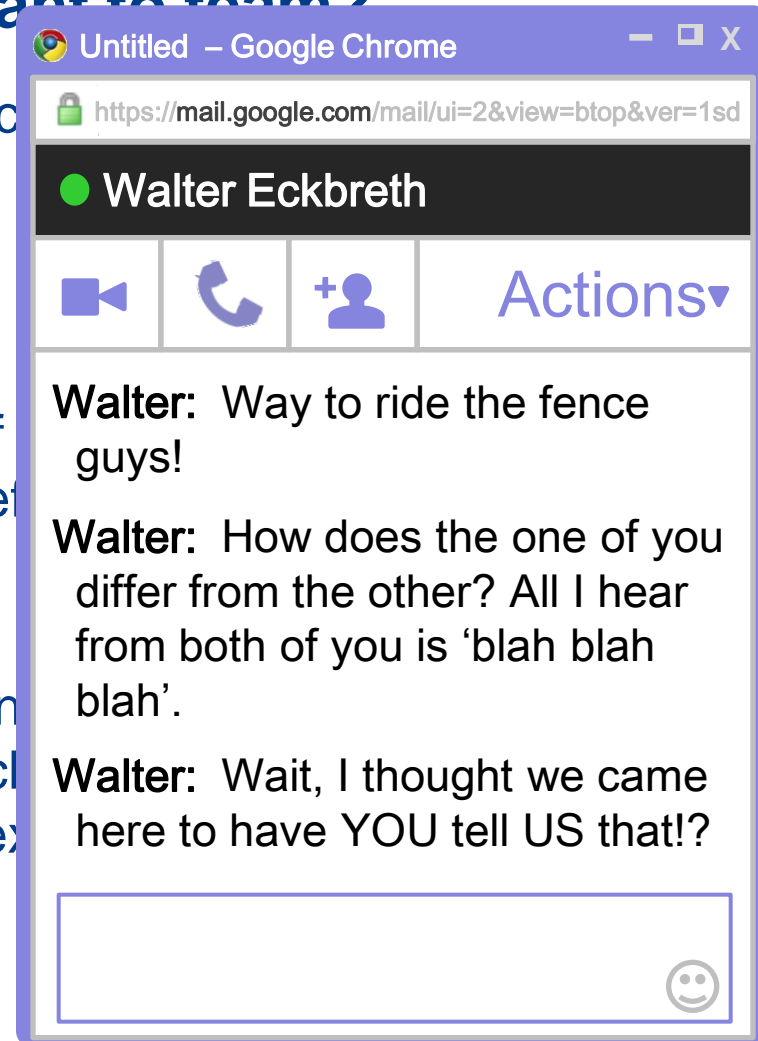 ant to team?
Untitled – Google Chrome
https://mail.google.com/mail/ui=2&view=btop&ver=1sd
Walter Eckbreth
Actions
Walter: Way to ride the fence
guys!
Walter: How does the one of you
differ from the other? All I hear
from both of you is ‘blah blah
blah’.
Walter: Wait, I thought we came
here to have YOU tell US that!?